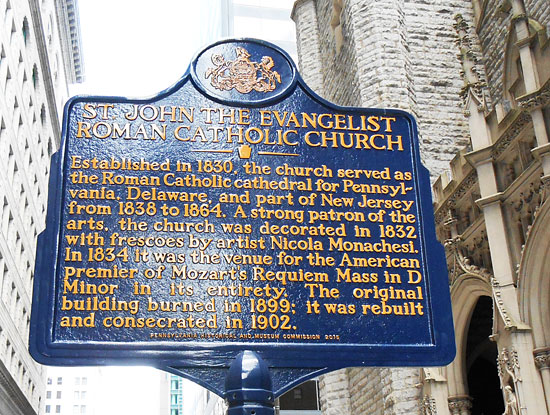 ST. JOHN THE EVANGELIST
ROMAN CATHOLIC CHURCH
Established in 1830, the church served as
the Roman Catholic cathedral for Pennsyl-
vania, Delaware, and part of New Jersey
from 1838 to 1864. A strong patron of the
arts, the church was decorated in 1832
with frescoes by artist Nicola Monachesi.
In 1834 it was the venue for the American
premier of Mozart's Requiem Mass in D
Minor in its entirety. The original
building burned in 1899; it was rebuilt
and consecrated in 1902.
PENNSYLVANIA HISTORICAL AND MUSEUM COMMISSION 2075